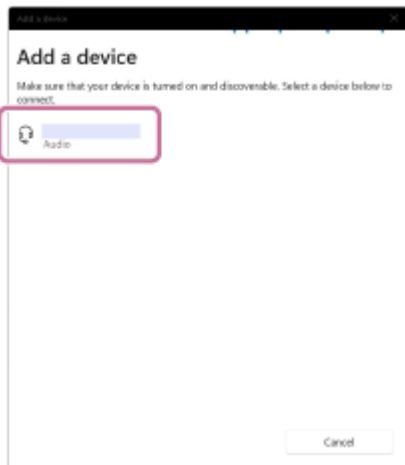 Add a device
Add a device
Make sure that your device is turned on and discoverable. Select a device below to
connect.
Audio
Cancel